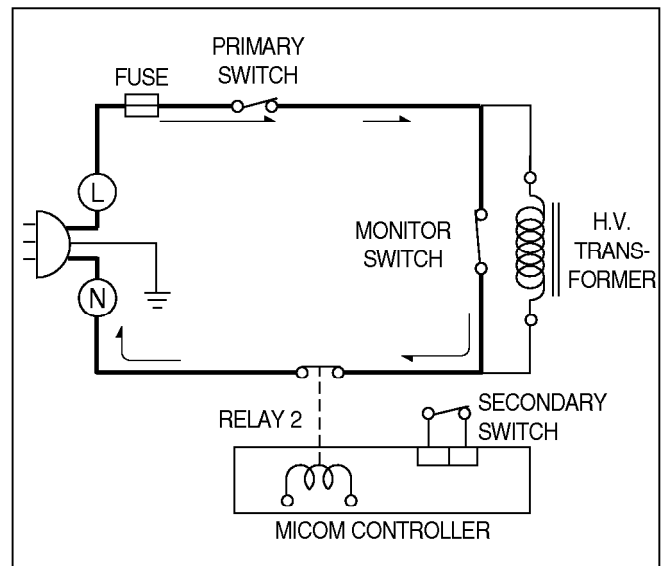 PRIMARY
SWITCH
FUSE
L
MONITOR
SWITCH
H.V.
TRANS-
FORMER
N
RELAY 2
SECONDARY
SWITCH
MICOM CONTROLLER